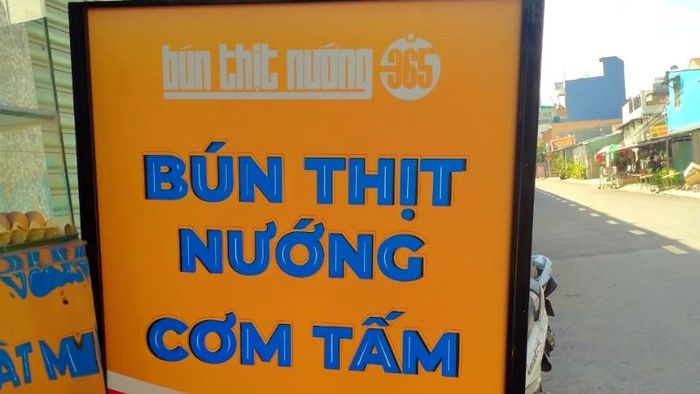 bún thịt nướng 365
BÚN THỊT
NƯỚNG
CƠM TẤM